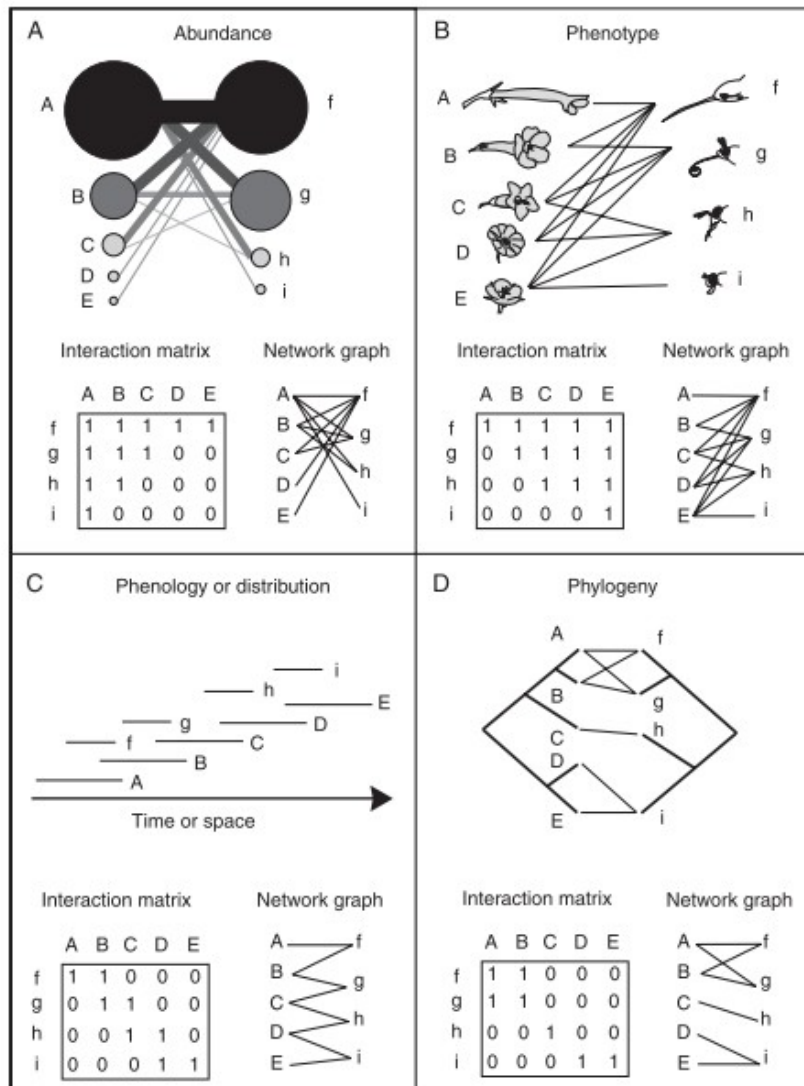 A
Abundance
A
f
B
g
C
h
D
i
E
Interaction matrix
Network graph
A B C D E
f 1 1 1 1 1
g 1 1 1 0 0
h 1 1 0 0 0
i 1 0 0 0 0
A f
B g
C
D h
E i
B
Phenotype
A
f
B
g
C
h
D
E
i
Interaction matrix
Network graph
A B C D E
f 1 1 1 1 1
g 0 1 1 1 1
h 0 0 1 1 1
i 0 0 0 0 1
A f
B g
C
D h
E i
C
Phenology or distribution
i
h
E
g
D
f
C
B
A
Time or space
Interaction matrix
Network graph
A B C D E
f 1 1 0 0 0
g 0 1 1 0 0
h 0 0 1 1 0
i 0 0 0 1 1
A f
B g
C
D h
E i
D
Phylogeny
A f
B g
C h
D
E i
Interaction matrix
Network graph
A B C D E
f 1 1 0 0 0
g 1 1 0 0 0
h 0 0 1 0 0
i 0 0 0 1 1
A f
B g
C h
D
E i